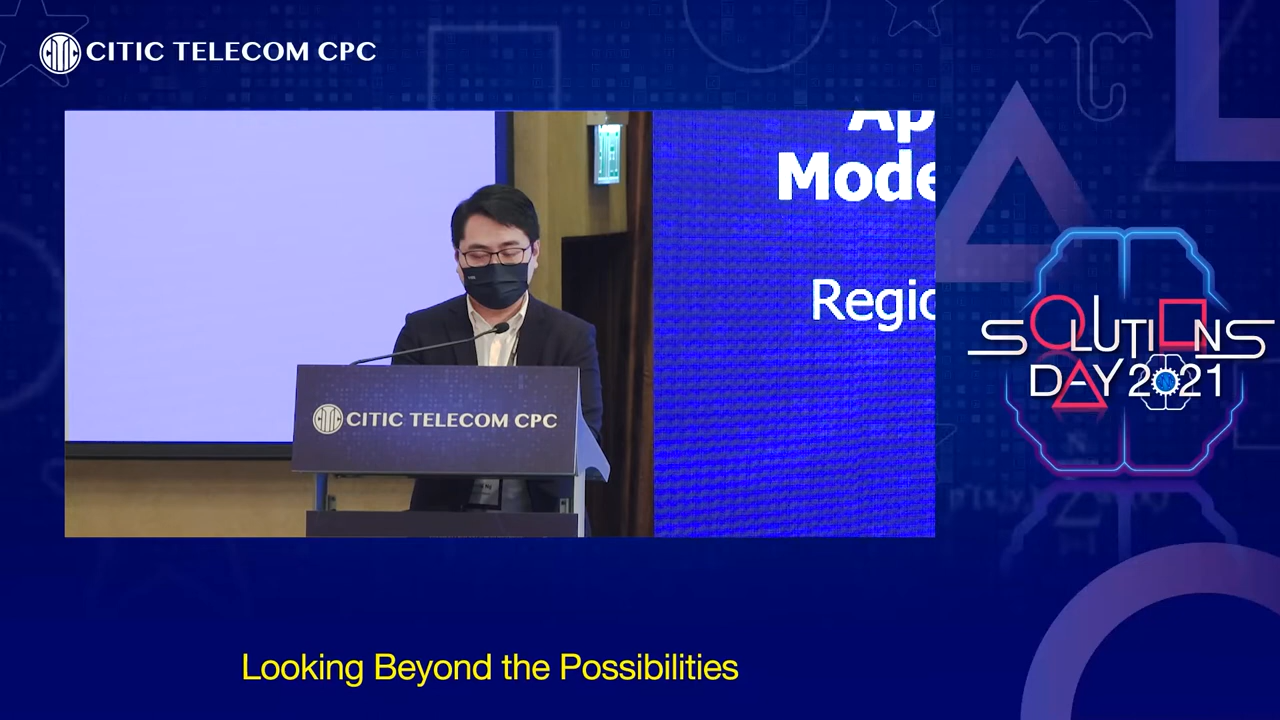 CITIC TELECOM CPC
Ap
Mode
Regio
CITIC TELECOM CPC
SOLUTIONS
DAY 2021
Looking Beyond the Possibilities